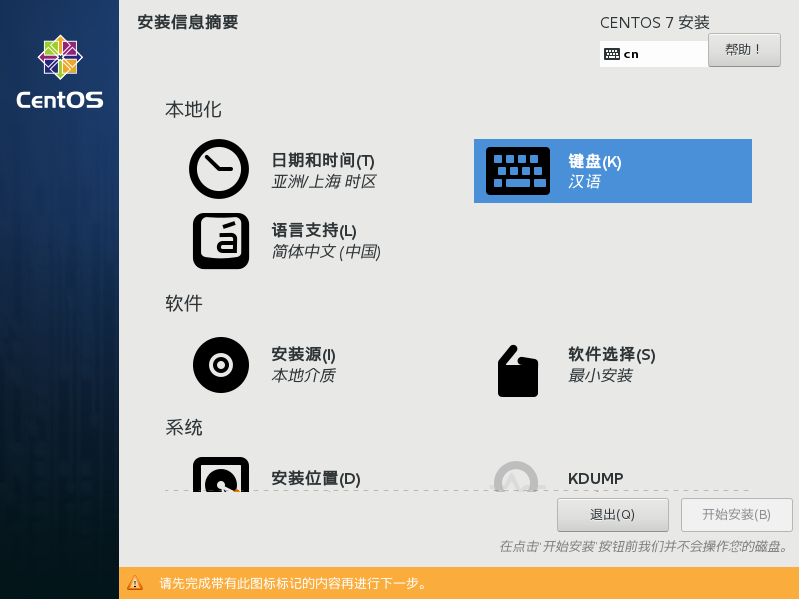 安装信息摘要
CENTOS 7 安装
cn
帮助！
CentOS
本地化
日期和时间(T)
亚洲/上海 时区
键盘(K)
汉语
语言支持(L)
简体中文 (中国)
á
软件
安装源(I)
本地介质
软件选择(S)
最小安装
系统
安装位置(D)
KDUMP
退出(Q)
开始安装(B)
在点击'开始安装'按钮前我们并不会操作您的磁盘。
请先完成带有此图标标记的内容再进行下一步。